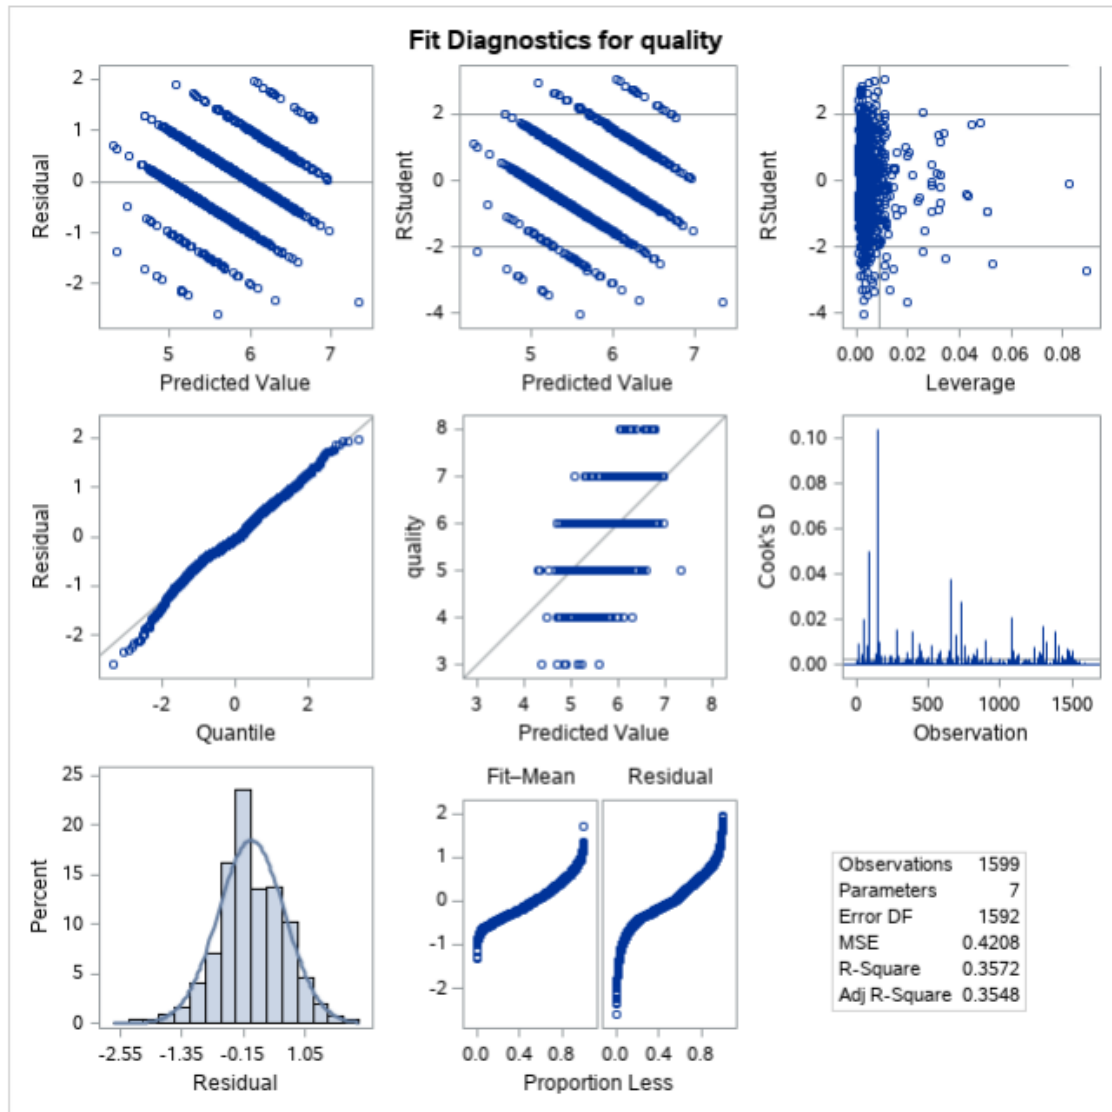 Fit Diagnostics for quality
2
1
0
-1
-2
Residual
5
6
7
Predicted Value
2
0
-2
-4
RStudent
5
6
7
Predicted Value
2
0
-2
-4
RStudent
0.00 0.02 0.04 0.06 0.08
Leverage
2
1
0
-1
-2
Residual
-2
0
2
Quantile
8
7
6
5
4
3
quality
3 4 5 6 7 8
Predicted Value
0.10
0.08
0.06
0.04
0.02
0.00
Cook's D
0 500 1000 1500
Observation
25
20
15
10
5
0
Percent
-2.55 -1.35 -0.15 1.05
Residual
Fit–Mean Residual
2
1
0
-1
-2
0.0 0.4 0.8 0.0 0.4 0.8
Proportion Less
Observations 1599
Parameters 7
Error DF 1592
MSE 0.4208
R-Square 0.3572
Adj R-Square 0.3548